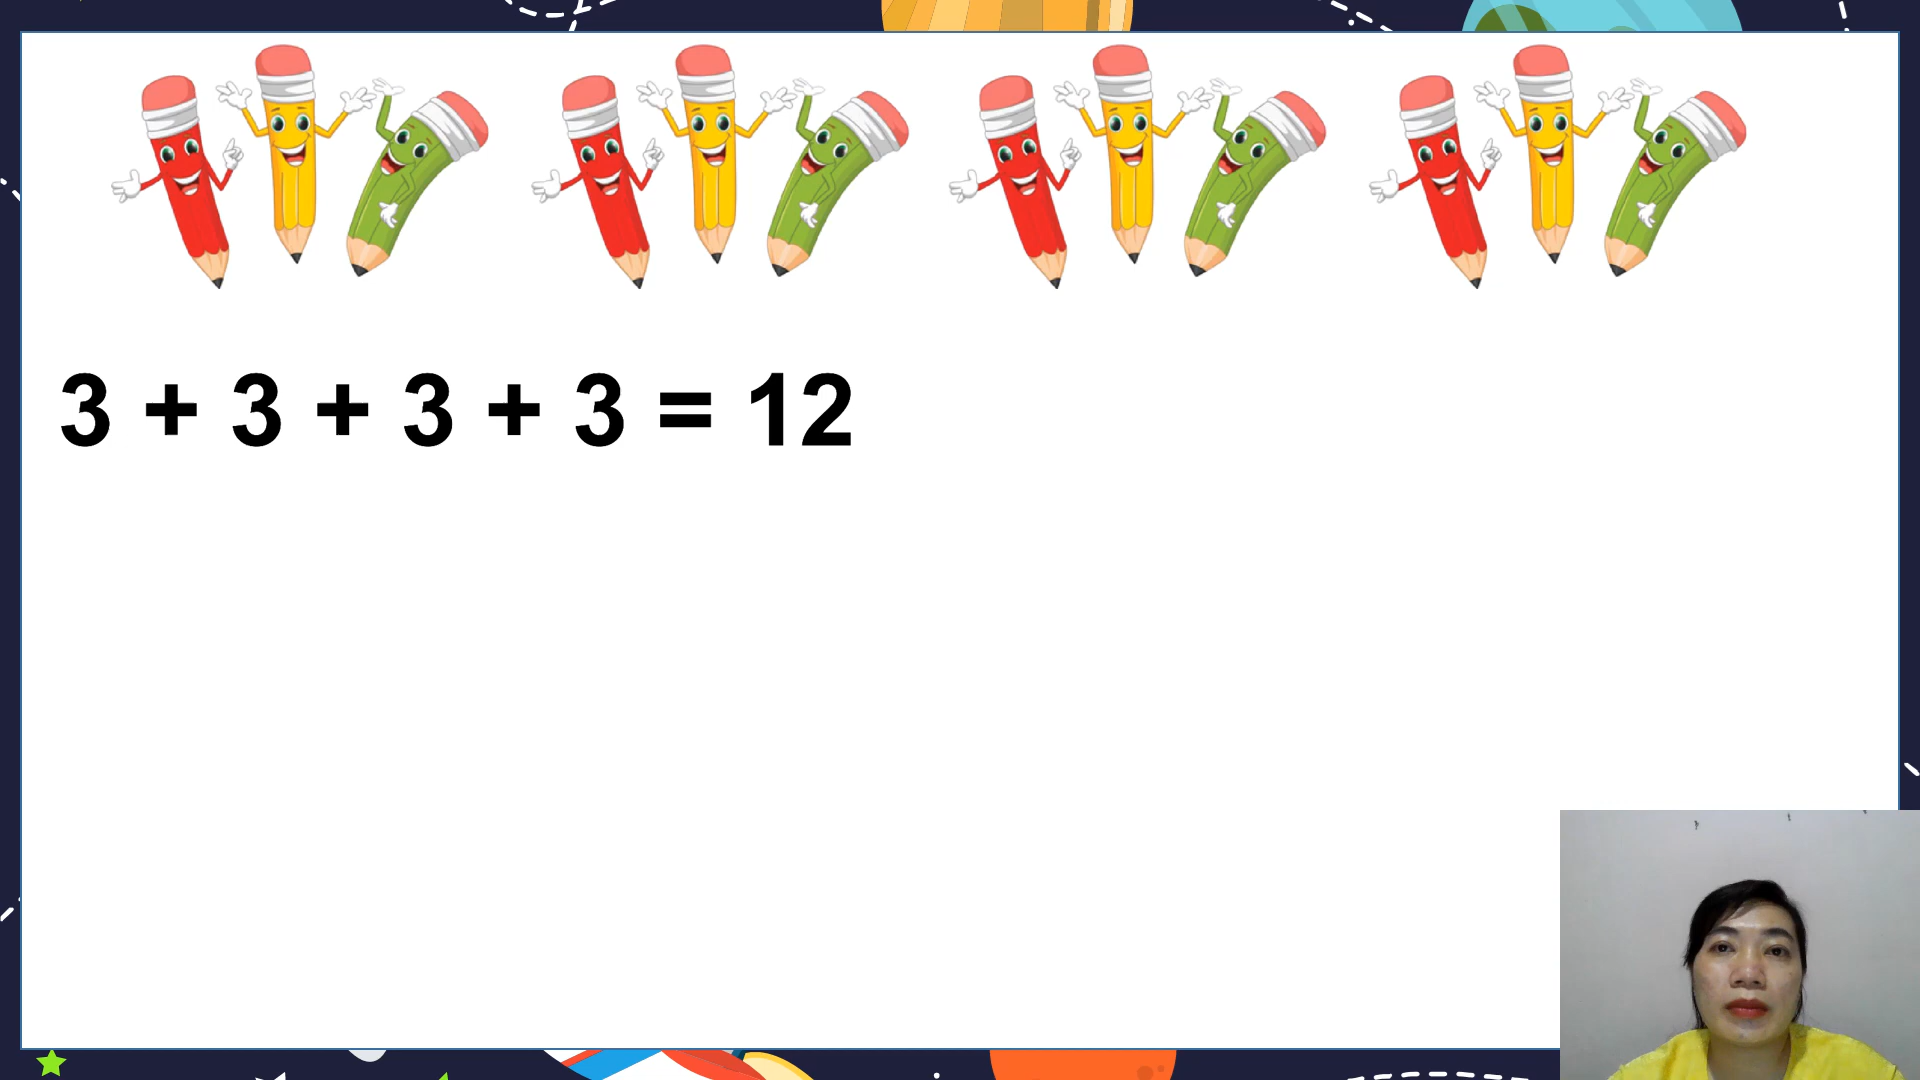 3 + 3 + 3 + 3 = 12